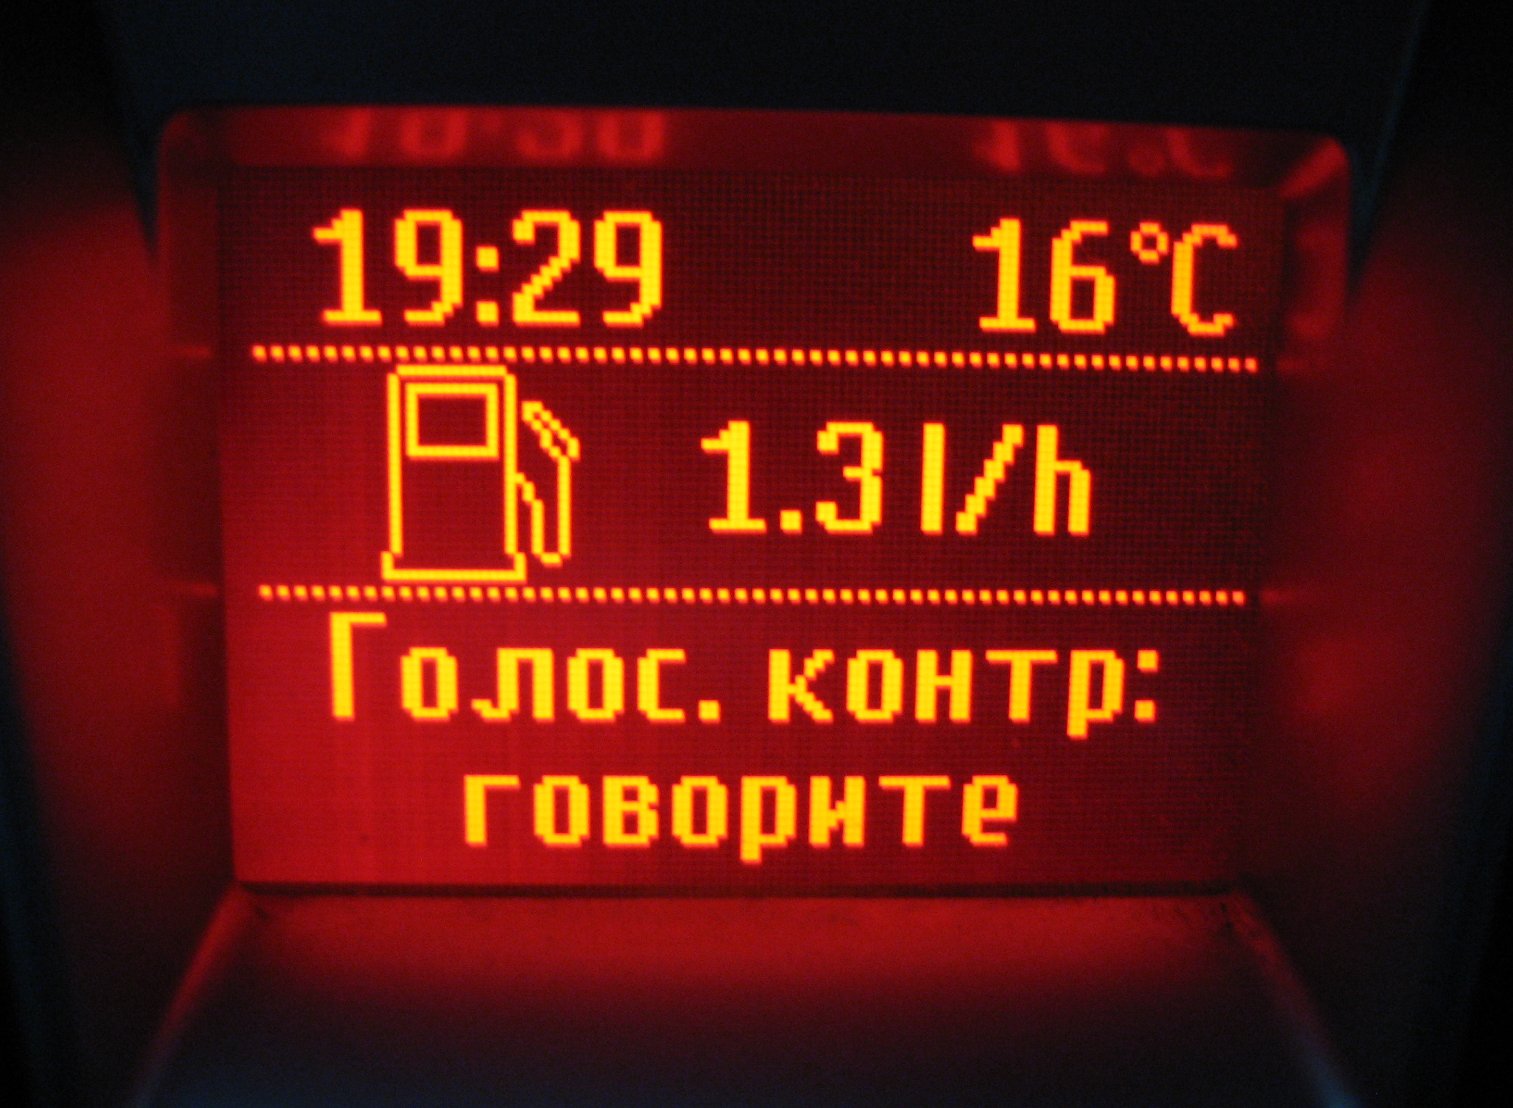 19:29 16°C
1.3 l/h
Голос. контр:
говорите